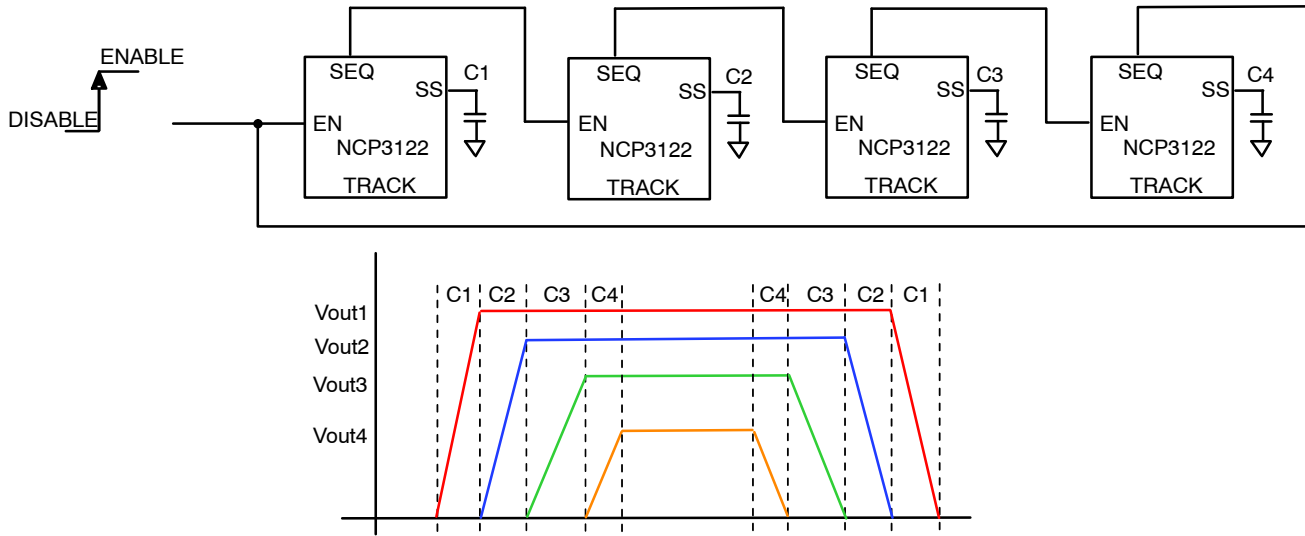 ENABLE
DISABLE
SEQ
C1
SS
EN
NCP3122
TRACK
SEQ
C2
SS
EN
NCP3122
TRACK
SEQ
C3
SS
EN
NCP3122
TRACK
SEQ
C4
SS
EN
NCP3122
TRACK
C1 C2 C3 C4 C4 C3 C2 C1
Vout1
Vout2
Vout3
Vout4